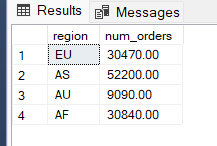 Results Messages
region num_orders
1 EU 30470.00
2 AS 52200.00
3 AU 9090.00
4 AF 30840.00